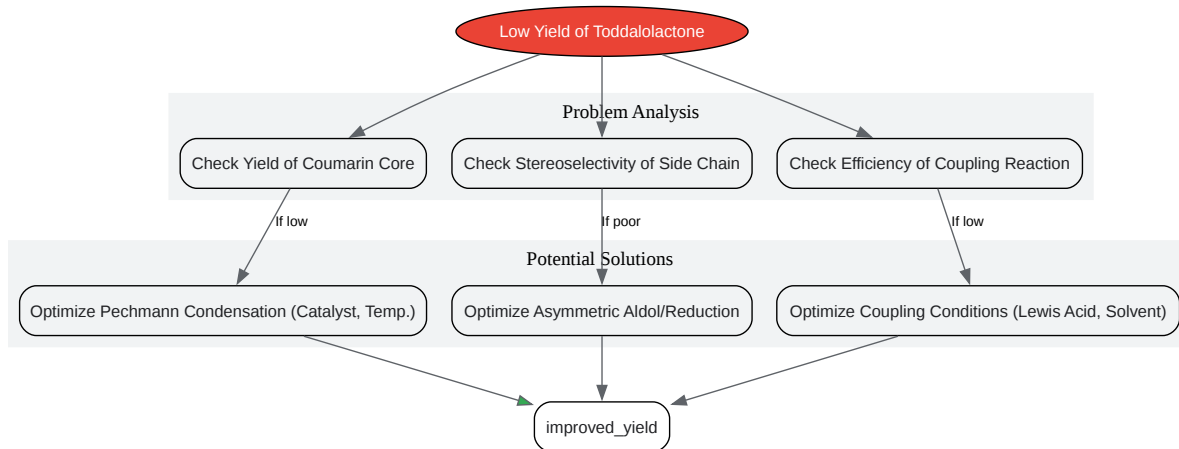 Low Yield of Toddalolactone
Problem Analysis
Check Yield of Coumarin Core
Check Stereoselectivity of Side Chain
Check Efficiency of Coupling Reaction
If low
If poor
If low
Potential Solutions
Optimize Pechmann Condensation (Catalyst, Temp.)
Optimize Asymmetric Aldol/Reduction
Optimize Coupling Conditions (Lewis Acid, Solvent)
improved_yield